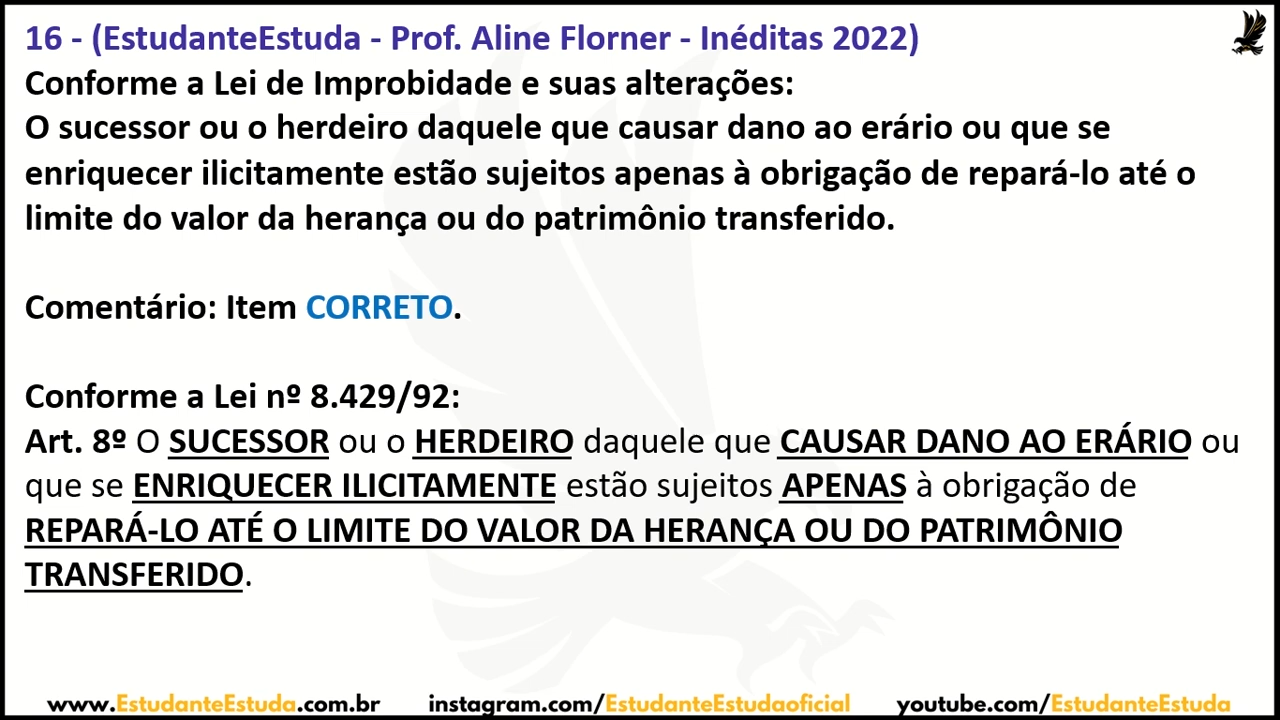 16 - (EstudanteEstuda - Prof. Aline Florner - Inéditas 2022)
Conforme a Lei de Improbidade e suas alterações:
O sucessor ou o herdeiro daquele que causar dano ao erário ou que se
enriquecer ilicitamente estão sujeitos apenas à obrigação de repará-lo até o
limite do valor da herança ou do patrimônio transferido.
Comentário: Item CORRETO.
Conforme a Lei nº 8.429/92:
Art. 8º O SUCESSOR ou o HERDEIRO daquele que CAUSAR DANO AO ERÁRIO ou
que se ENRIQUECER ILICITAMENTE estão sujeitos APENAS à obrigação de
REPARÁ-LO ATÉ O LIMITE DO VALOR DA HERANÇA OU DO PATRIMÔNIO
TRANSFERIDO.
www.EstudanteEstuda.com.br instagram.com/EstudanteEstudaoficial youtube.com/EstudanteEstuda